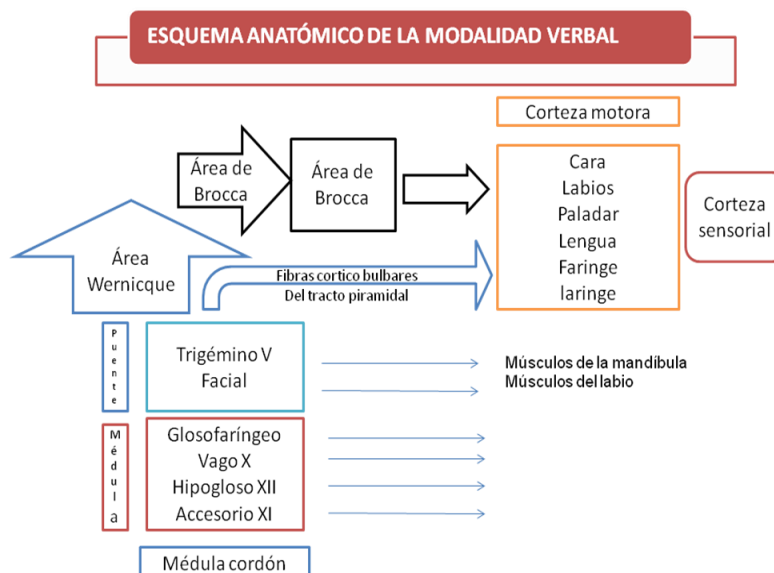 ESQUEMA ANATÓMICO DE LA MODALIDAD VERBAL
Corteza motora
Área de
Brocca
Área de
Brocca
Cara
Labios
Paladar
Lengua
Faringe
laringe
Corteza
sensorial
Área
Wernicque
Fibras cortico bulbares
Del tracto piramidal
Puente
Trigémino V
Facial
Músculos de la mandíbula
Músculos del labio
Médula
Glosofaríngeo
Vago X
Hipogloso XII
Accesorio XI
Médula cordón